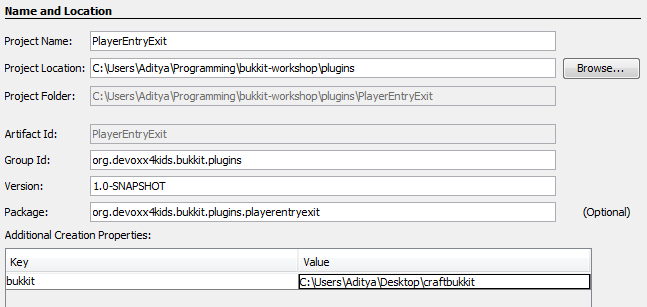 Name and Location
Project Name: PlayerEntryExit
Project Location: C:\Users\Aditya\Programming\bukkit-workshop\plugins Browse...
Project Folder: C:\Users\Aditya\Programming\bukkit-workshop\plugins\PlayerEntryExit
Artifact Id: PlayerEntryExit
Group Id: org.devoxx4kids.bukkit.plugins
Version: 1.0-SNAPSHOT
Package: org.devoxx4kids.bukkit.plugins.playerentryexit (Optional)
Additional Creation Properties:
Key Value
bukkit C:\Users\Aditya\Desktop\craftbukkit